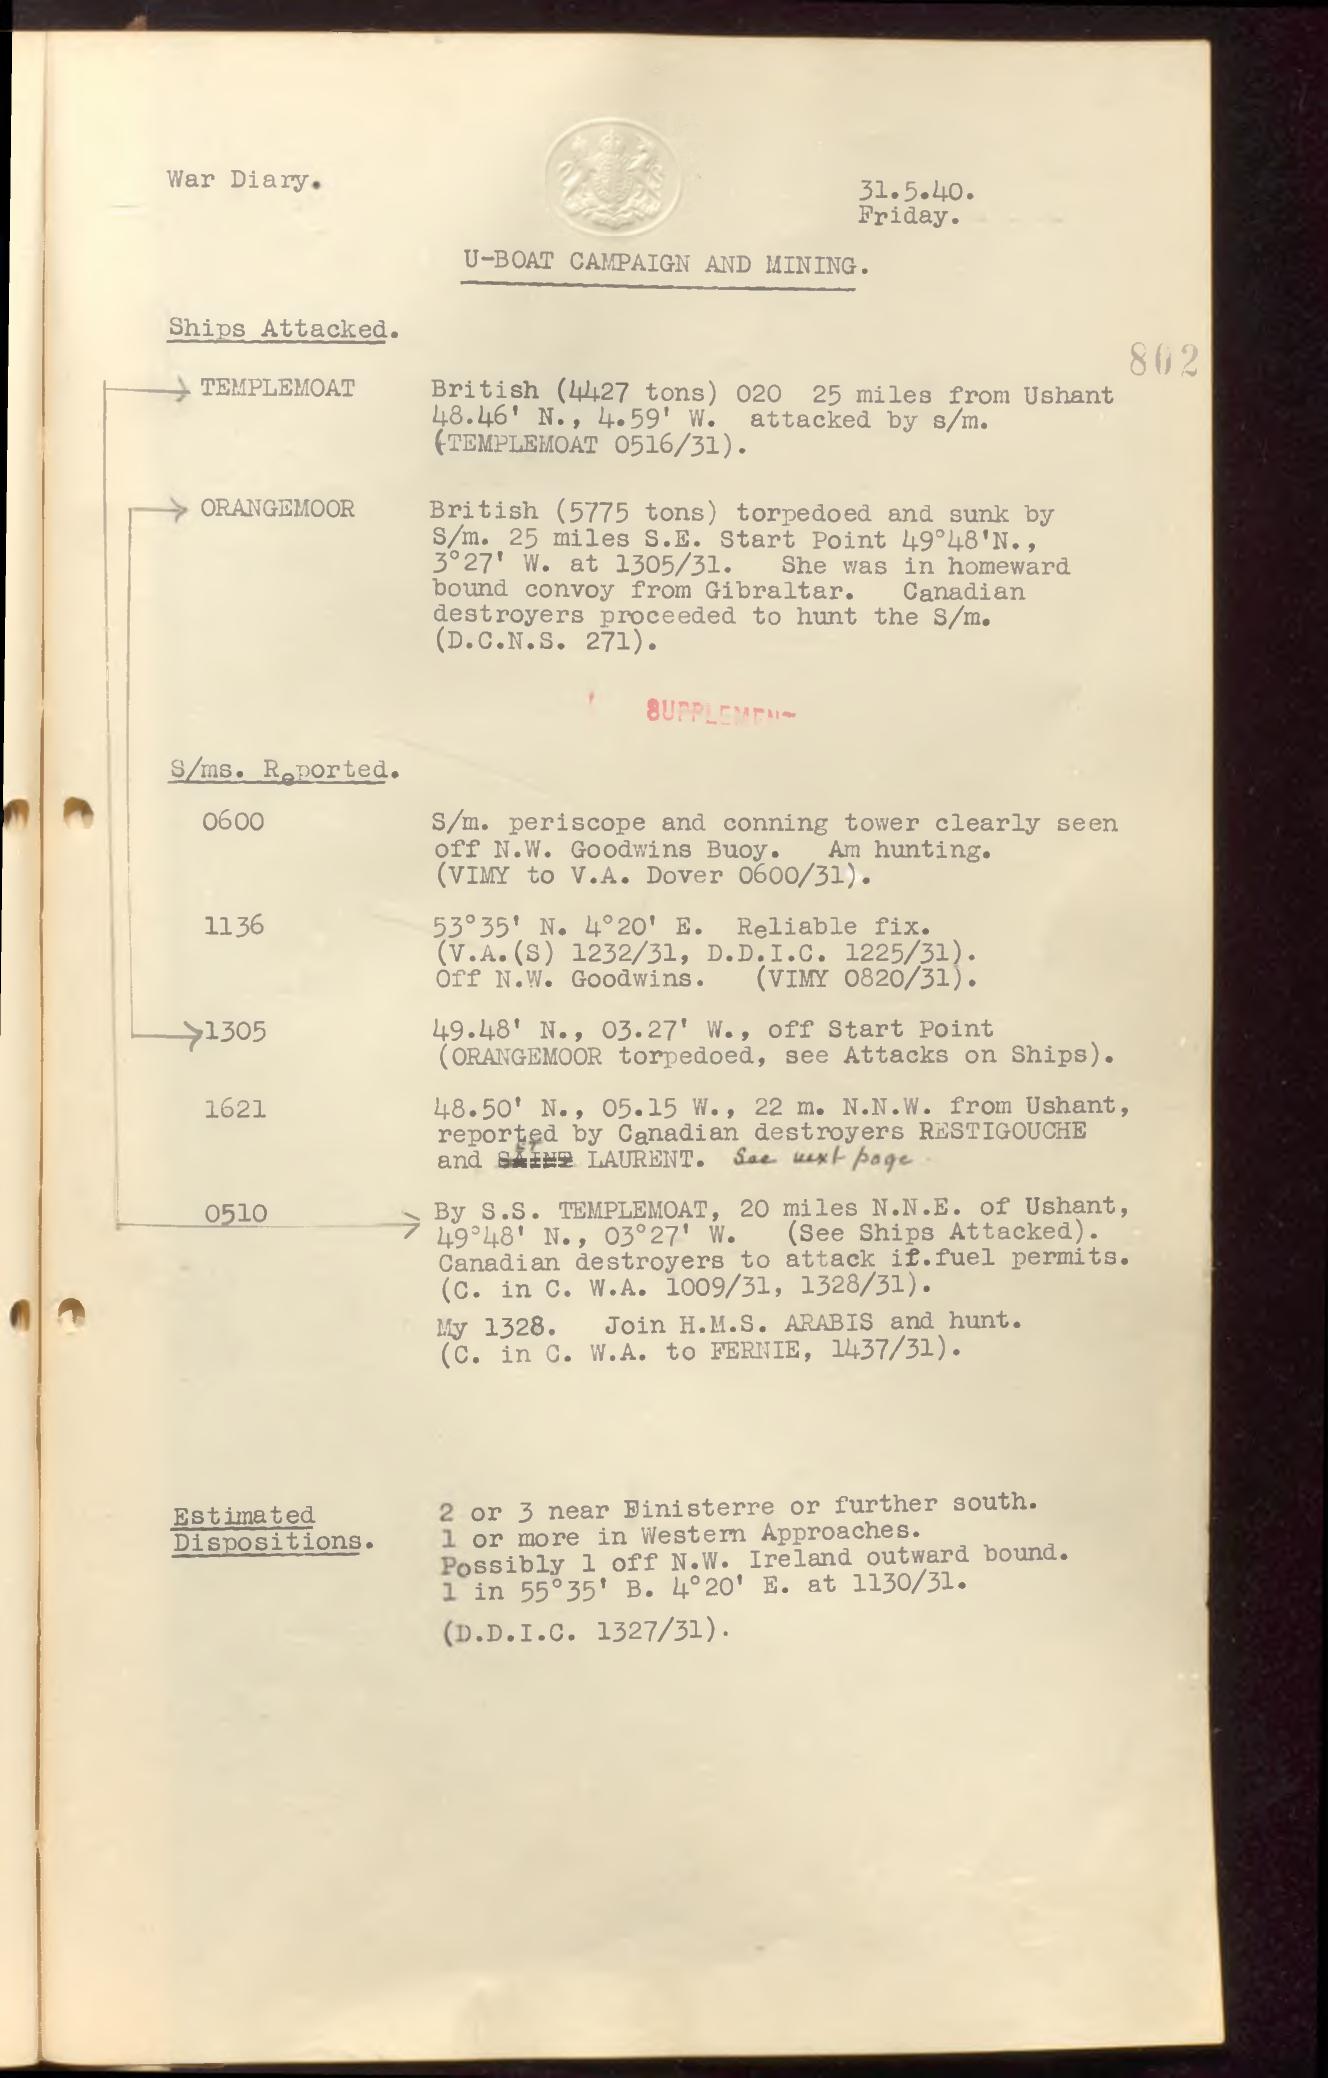 War Diary.
31.5.40.
Friday.
U-BOAT CAMPAIGN AND MINING.
802
Ships Attacked.
TEMPLEMOAT
British (4427 tons) 020 25 miles from Ushant
48.46' N., 4.59' W. attacked by s/m.
(TEMPLEMOAT 0516/31).
ORANGEMOOR
British (5775 tons) torpedoed and sunk by
S/m. 25 miles S.E. Start Point 49°48'N.,
3°27' W. at 1305/31. She was in homeward
bound convoy from Gibraltar. Canadian
destroyers proceeded to hunt the S/m.
(D.C.N.S. 271).
SUPPLEMENT
S/ms. Reported.
0600
S/m. periscope and conning tower clearly seen
off N.W. Goodwins Buoy. Am hunting.
(VIMY to V.A. Dover 0600/31).
1136
53°35' N. 4°20' E. Reliable fix.
(V.A.(S) 1232/31, D.D.I.C. 1225/31).
Off N.W. Goodwins. (VIMY 0820/31).
1305
49.48' N., 03.27' W., off Start Point
(ORANGEMOOR torpedoed, see Attacks on Ships).
1621
48.50' N., 05.15 W., 22 m. N.N.W. from Ushant,
reported by Canadian destroyers RESTIGOUCHE
and SAINT ST LAURENT. See next page
0510
By S.S. TEMPLEMOAT, 20 miles N.N.E. of Ushant,
49°48' N., 03°27' W. (See Ships Attacked).
Canadian destroyers to attack if.fuel permits.
(C. in C. W.A. 1009/31, 1328/31).
My 1328. Join H.M.S. ARABIS and hunt.
(C. in C. W.A. to FERNIE, 1437/31).
Estimated
Dispositions.
2 or 3 near Finisterre or further south.
1 or more in Western Approaches.
Possibly 1 off N.W. Ireland outward bound.
1 in 55°35' B. 4°20' E. at 1130/31.
(D.D.I.C. 1327/31).